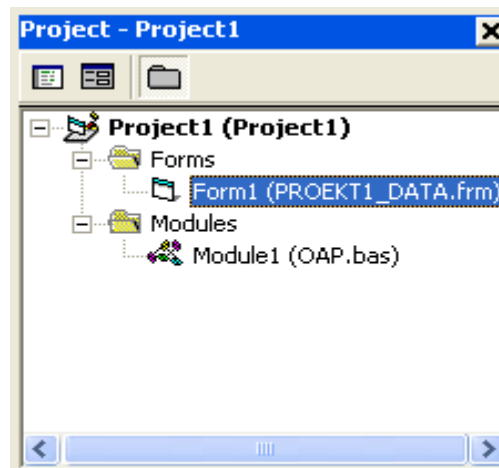 Project - Project1
Project1 (Project1)
Forms
Form1 (PROEKT1_DATA.frm)
Modules
Module1 (OAP.bas)